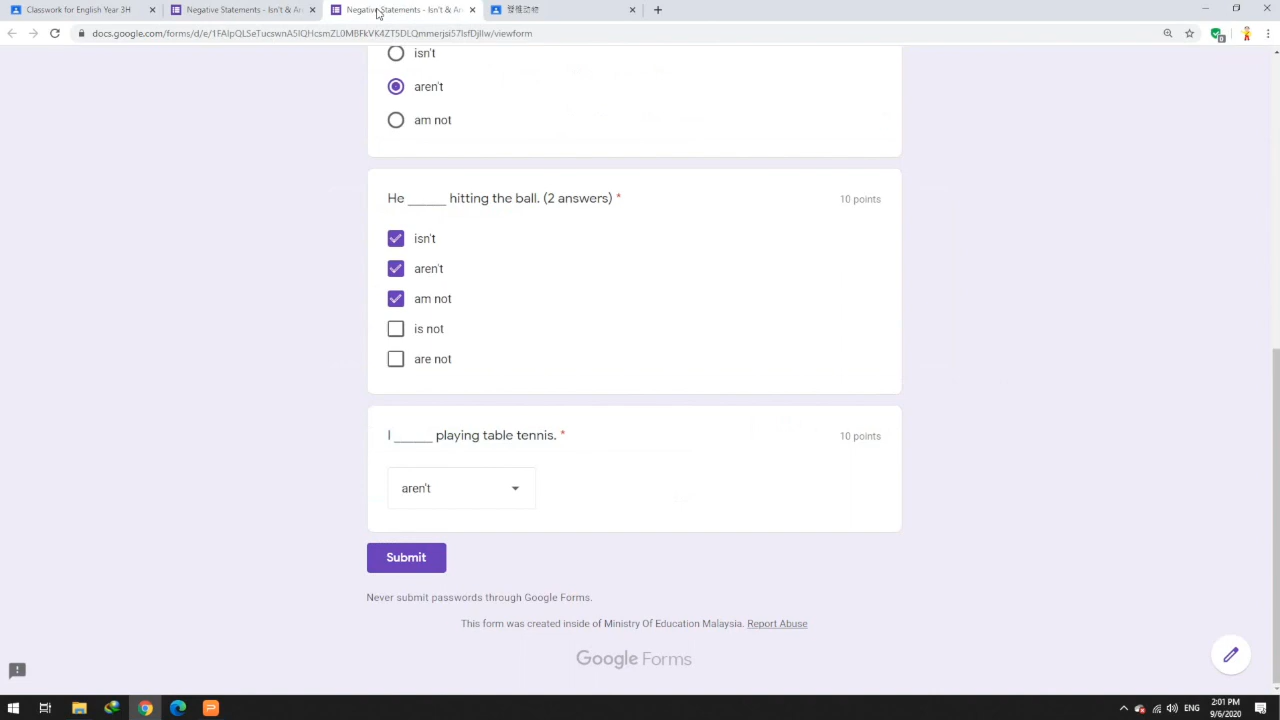 Classwork for English Year 3H
Negative Statements - Isn't & Ar
Negative Statements - Isn't & Ar
docs.google.com/forms/d/e/1FAIpQLSeTucswnA5IQHcsmZL0MBFkVK4ZT5DLQmmerjsi57lsfDjlIw/viewform
isn't
aren't
am not
He ______ hitting the ball. (2 answers) *
10 points
isn't
aren't
am not
is not
are not
I ______ playing table tennis. *
10 points
aren't
Submit
Never submit passwords through Google Forms.
This form was created inside of Ministry Of Education Malaysia. Report Abuse
Google Forms
ENG
2:01 PM
9/6/2020